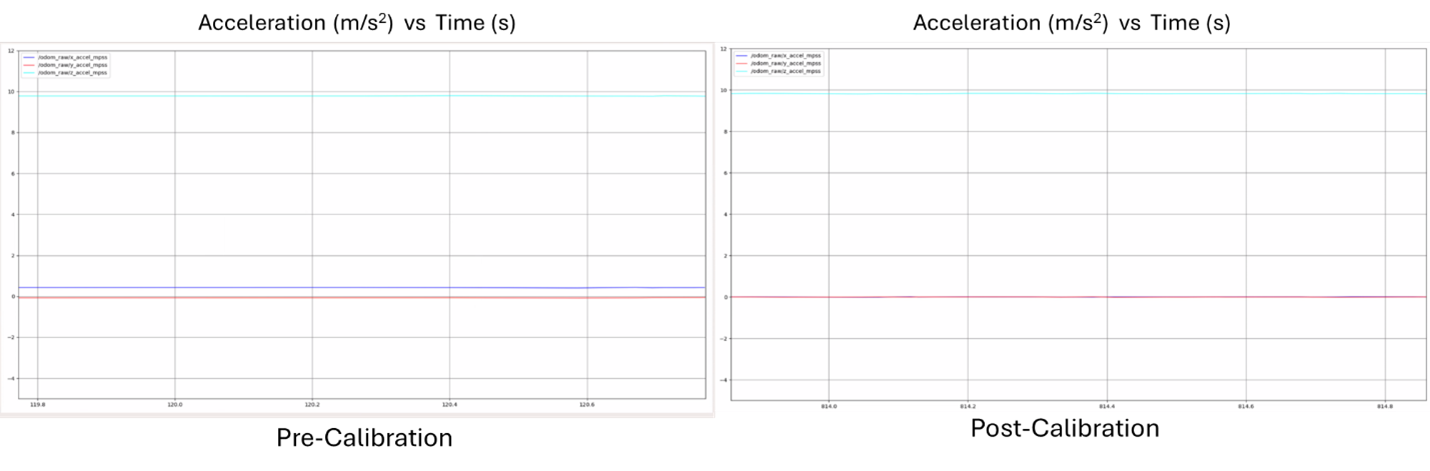 Acceleration (m/s²) vs Time (s)
12
/odom_raw/x_accel_mpss
/odom_raw/y_accel_mpss
/odom_raw/z_accel_mpss
10
8
6
4
2
0
−2
−4
119.8 120.0 120.2 120.4 120.6
Pre-Calibration
Acceleration (m/s²) vs Time (s)
12
/odom_raw/x_accel_mpss
/odom_raw/y_accel_mpss
/odom_raw/z_accel_mpss
10
8
6
4
2
0
−2
−4
814.0 814.2 814.4 814.6 814.8
Post-Calibration